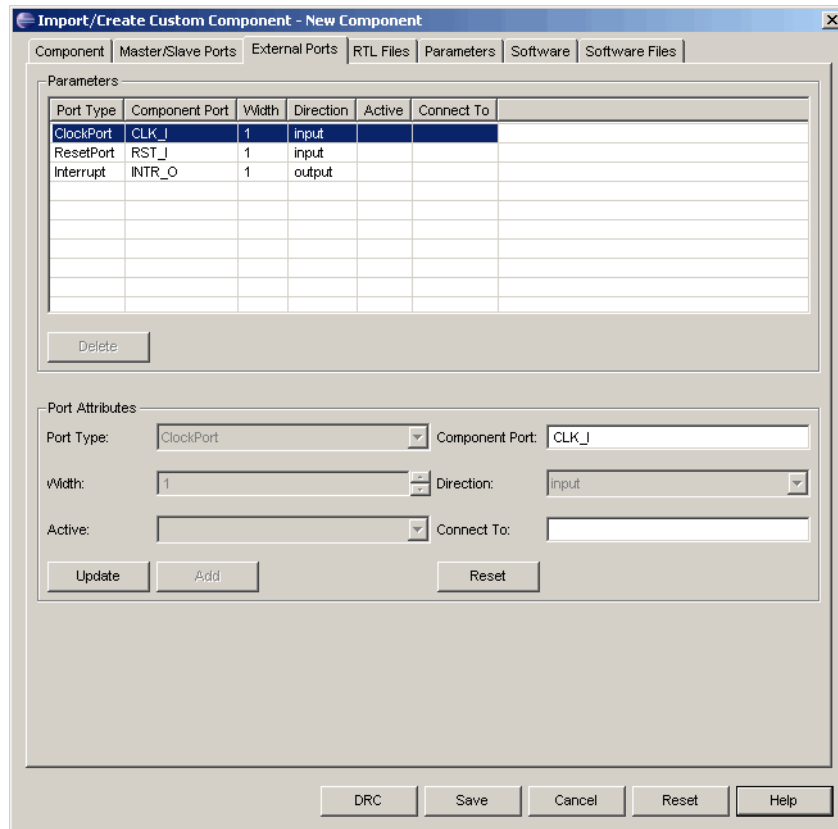 Import/Create Custom Component - New Component
Component Master/Slave Ports External Ports RTL Files Parameters Software Software Files
Parameters
Port Type Component Port Width Direction Active Connect To
ClockPort CLK_I 1 input
ResetPort RST_I 1 input
Interrupt INTR_O 1 output
Delete
Port Attributes
Port Type: ClockPort Component Port: CLK_I
Width: 1 Direction: input
Active: Connect To:
Update Add Reset
DRC Save Cancel Reset Help